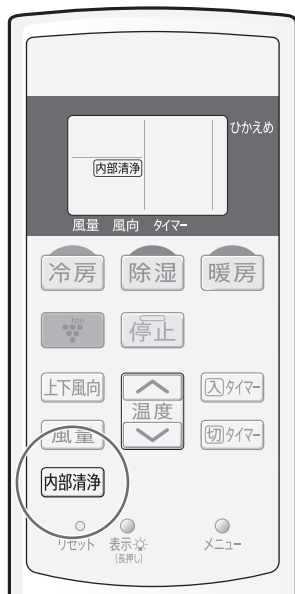 ひかえめ
内部清浄
風量 風向 タイマー
冷房 除湿 暖房
Ion 停止
上下風向 温度 入タイマー
風量 切タイマー
内部清浄
リセット 表示 メニュー
(長押し)